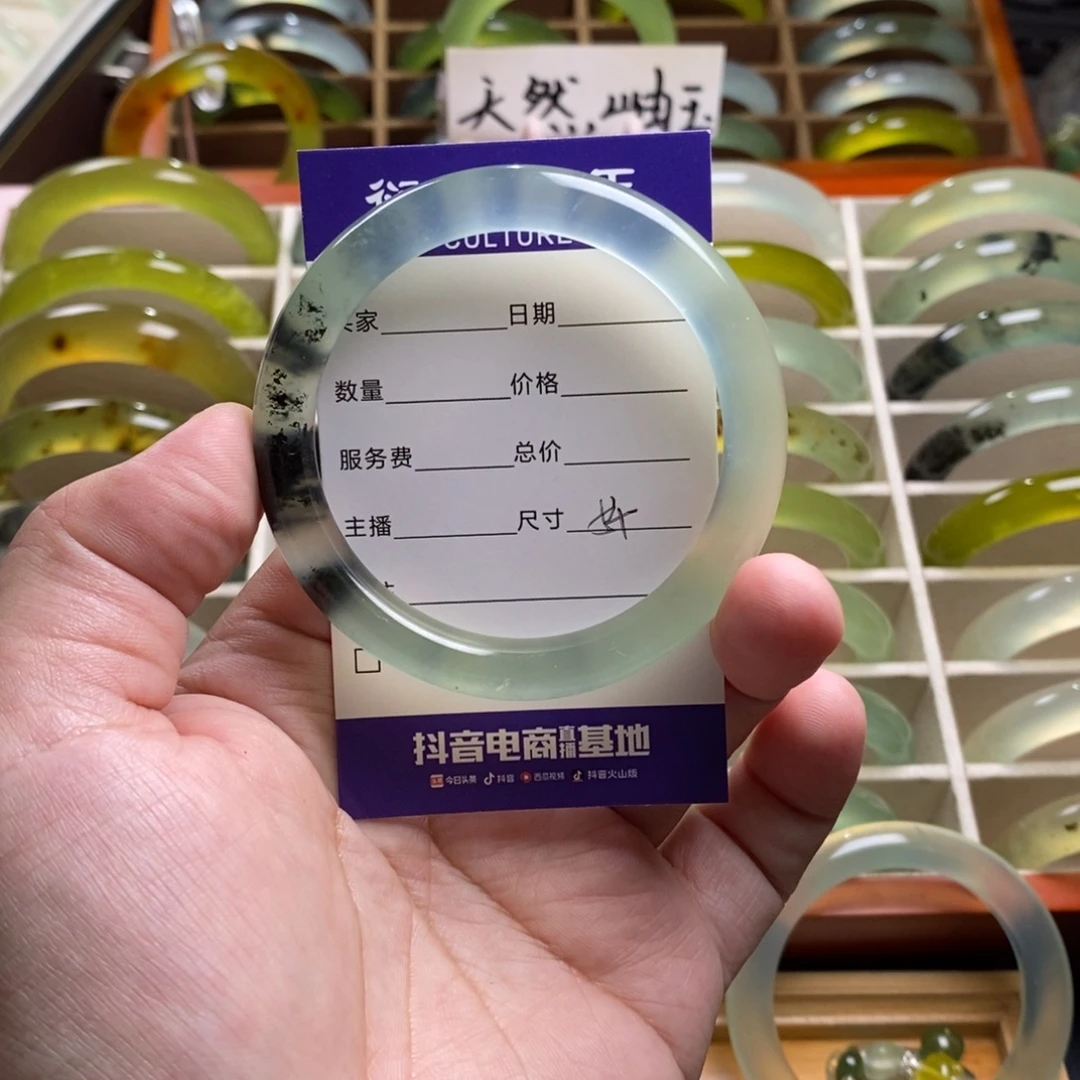 天然 岫玉
CULTURE
家 日期
数量 价格
服务费 总价
主播 尺寸
抖音电商直播基地
今日头条 抖音 西瓜视频 抖音火山版